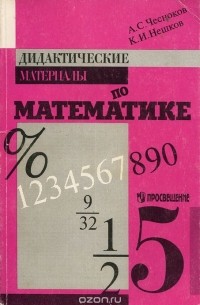 А.С.Чесноков
К.И.Нешков
ДИДАКТИЧЕСКИЕ
МАТЕРИАЛЫ
ПО
МАТЕМАТИКЕ
%
1234567890
9
32
1
2
5
ПРОСВЕЩЕНИЕ
ozon.ru